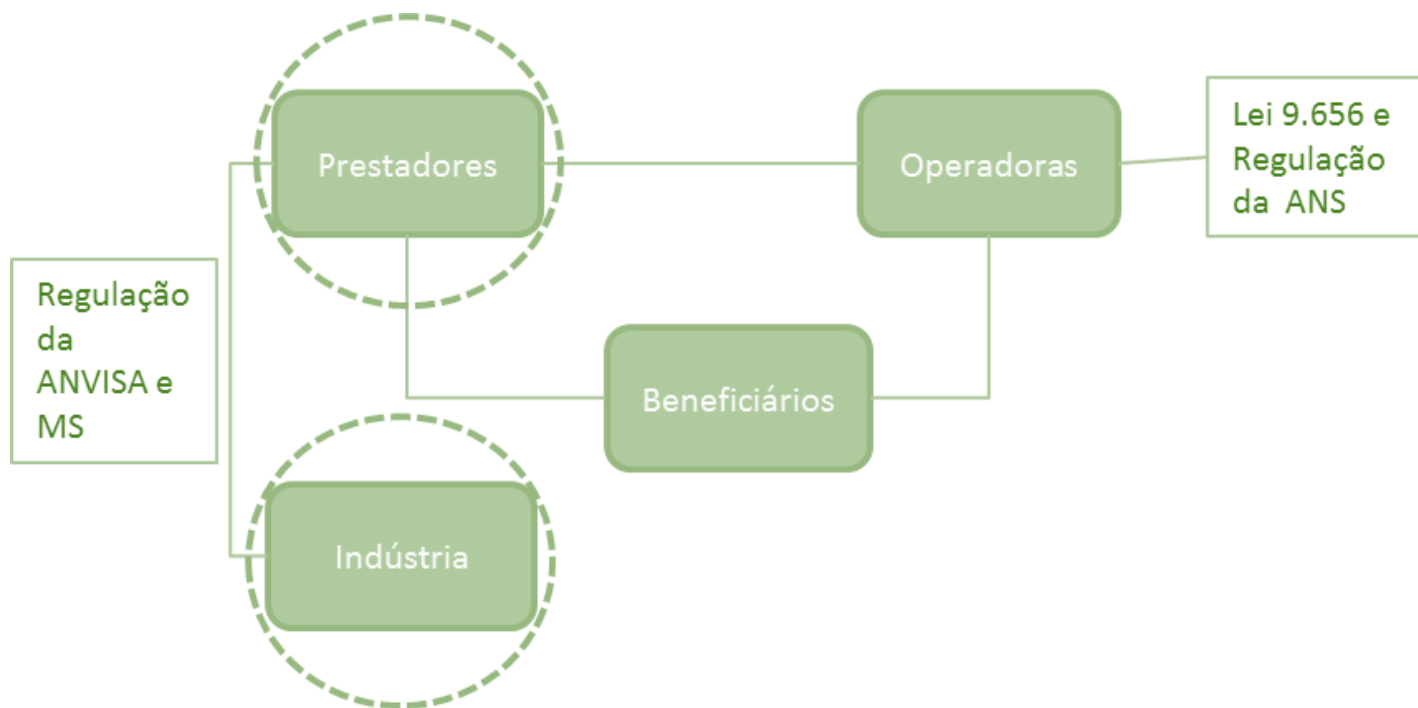 Prestadores
Operadoras
Lei 9.656 e
Regulação
da ANS
Regulação
da
ANVISA e
MS
Beneficiários
Indústria